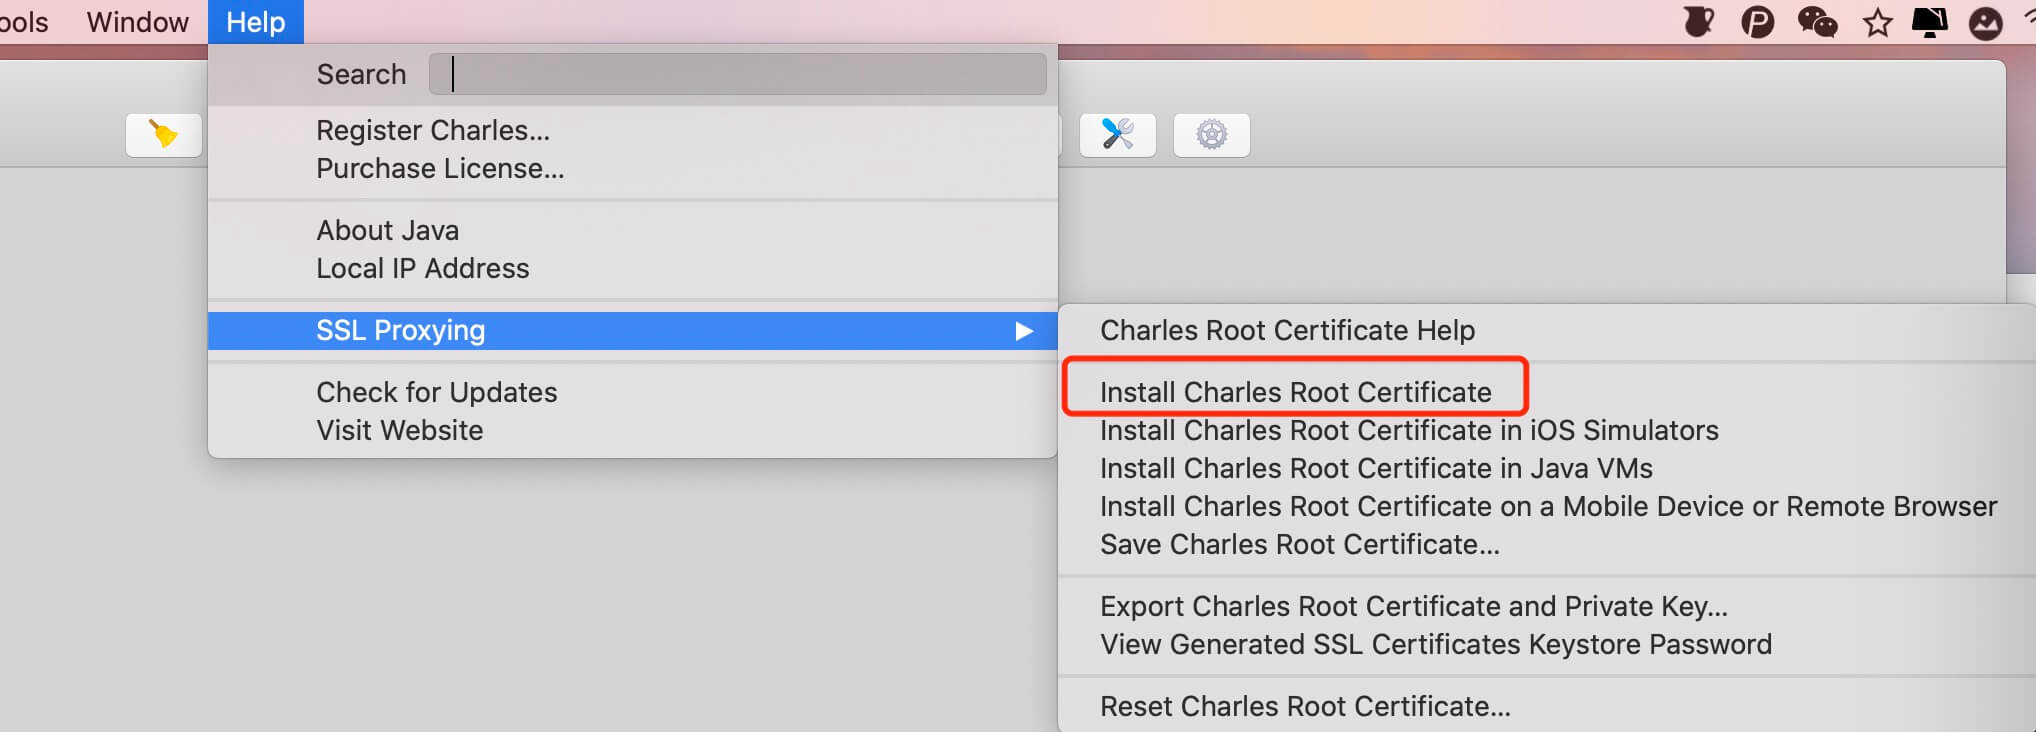 ools Window Help
Search
Register Charles...
Purchase License...
About Java
Local IP Address
SSL Proxying
Check for Updates
Visit Website
Charles Root Certificate Help
Install Charles Root Certificate
Install Charles Root Certificate in iOS Simulators
Install Charles Root Certificate in Java VMs
Install Charles Root Certificate on a Mobile Device or Remote Browser
Save Charles Root Certificate...
Export Charles Root Certificate and Private Key...
View Generated SSL Certificates Keystore Password
Reset Charles Root Certificate...